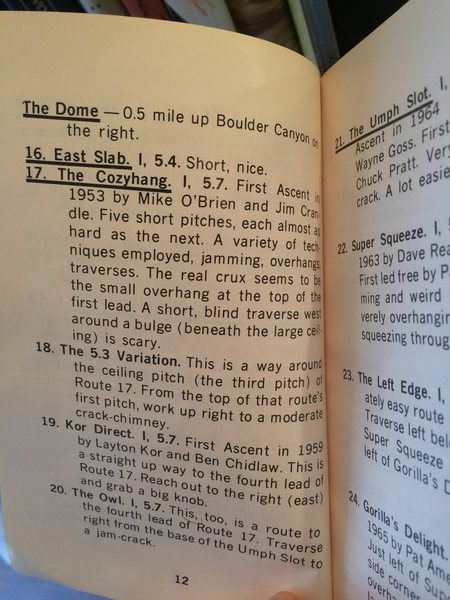 The Dome — 0.5 mile up Boulder Canyon on
the right.
16. East Slab. I, 5.4. Short, nice.
17. The Cozyhang. I, 5.7. First Ascent in
1953 by Mike O'Brien and Jim Cran-
dle. Five short pitches, each almost as
hard as the next. A variety of tech-
niques employed, jamming, overhangs,
traverses. The real crux seems to be
the small overhang at the top of the
first lead. A short, blind traverse west
around a bulge (beneath the large ceil-
ing) is scary.
18. The 5.3 Variation. This is a way around
the ceiling pitch (the third pitch) of
Route 17. From the top of that route's
first pitch, work up right to a moderate
crack-chimney.
19. Kor Direct. I, 5.7. First Ascent in 1959
by Layton Kor and Ben Chidlaw. This is
a straight up way to the fourth lead of
Route 17. Reach out to the right (east)
and grab a big knob.
20. The Owl. I, 5.7. This, too, is a route to
the fourth lead of Route 17. Traverse
right from the base of the Umph Slot to
a jam-crack.
12
21. The Umph Slot. I,
Ascent in 1964
Wayne Goss. First
Chuck Pratt. Very
crack. A lot easie
22. Super Squeeze. I, 5
1963 by Dave Rea
First led free by Pa
ming and weird
verely overhangin
squeezing throug
23. The Left Edge. I,
ately easy route
Traverse left bel
Super Squeeze
left of Gorilla's D
24. Gorilla's Delight.
1965 by Pat Ame
Just left of Super
side corner
overha